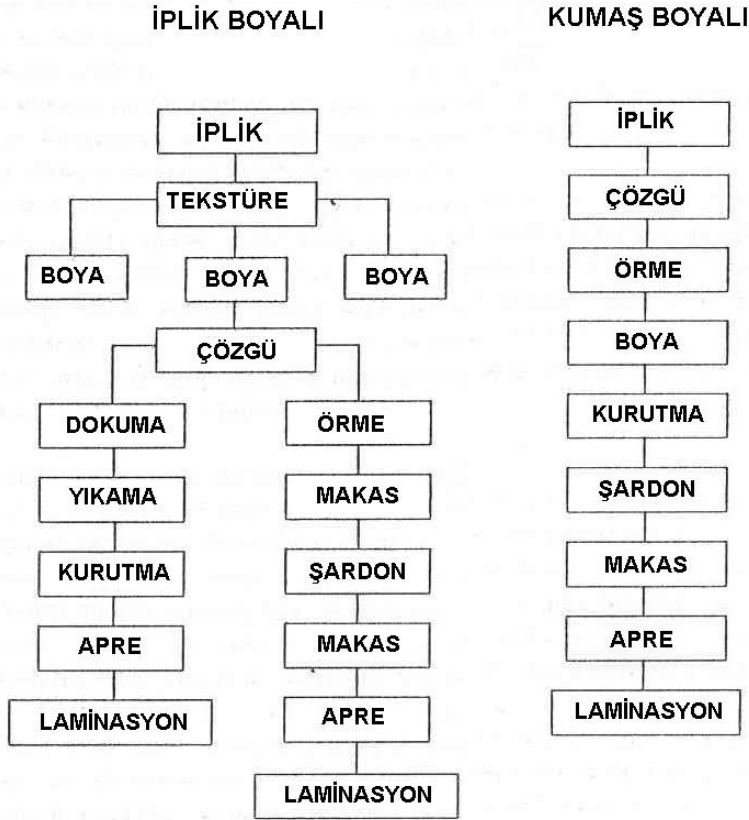 İPLİK BOYALI
İPLİK
TEKSTÜRE
BOYA
BOYA
BOYA
ÇÖZGÜ
DOKUMA
YIKAMA
KURUTMA
APRE
LAMİNASYON
ÖRME
MAKAS
ŞARDON
MAKAS
APRE
LAMİNASYON
KUMAŞ BOYALI
İPLİK
ÇÖZGÜ
ÖRME
BOYA
KURUTMA
ŞARDON
MAKAS
APRE
LAMİNASYON